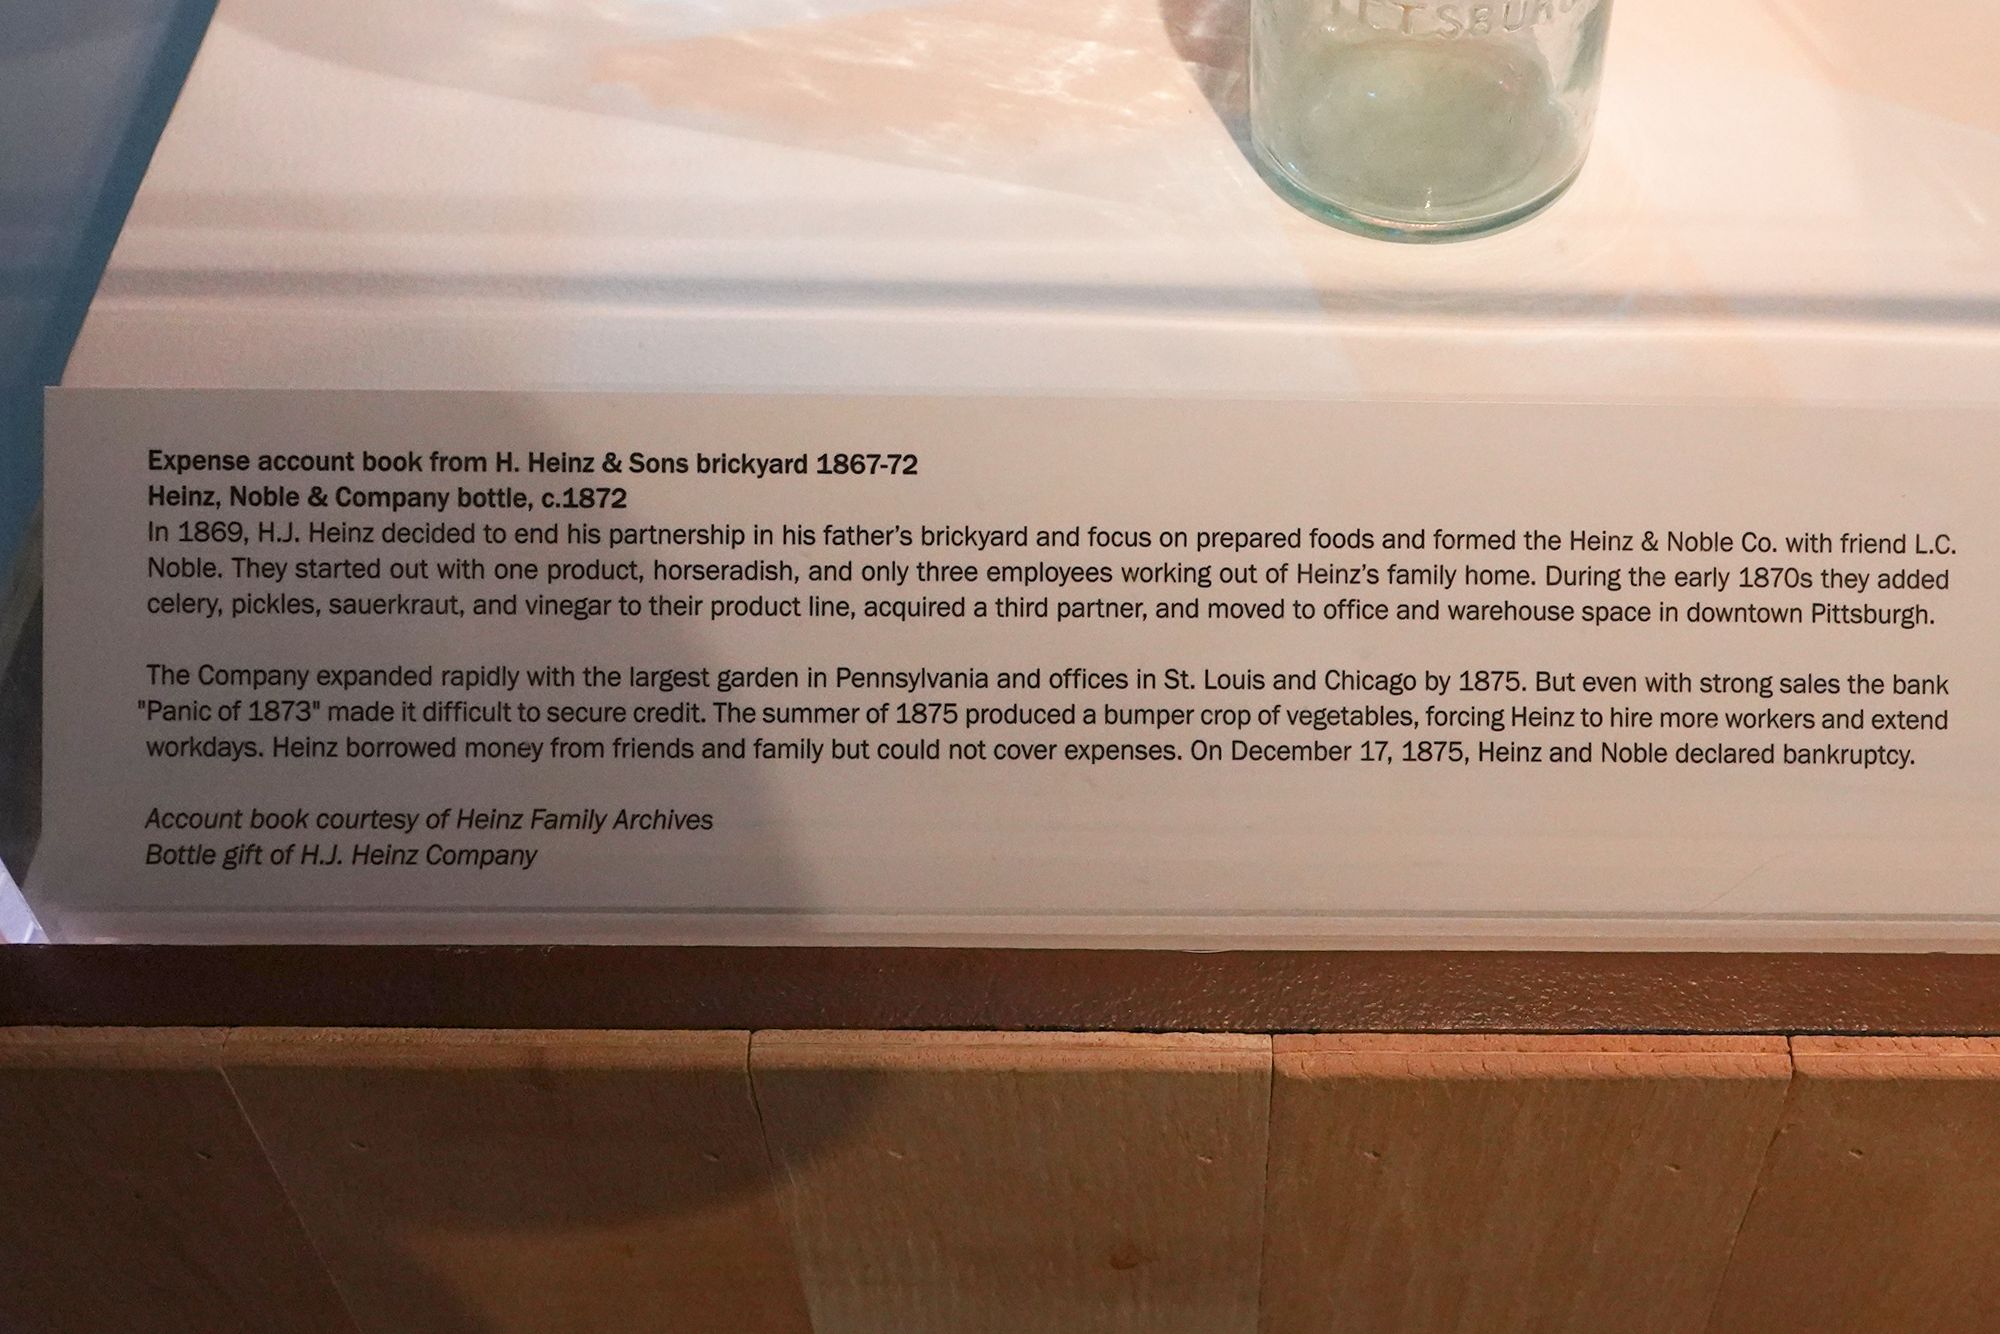 PITTSBURG
Expense account book from H. Heinz & Sons brickyard 1867-72
Heinz, Noble & Company bottle, c.1872
In 1869, H.J. Heinz decided to end his partnership in his father's brickyard and focus on prepared foods and formed the Heinz & Noble Co. with friend L.C.
Noble. They started out with one product, horseradish, and only three employees working out of Heinz's family home. During the early 1870s they added
celery, pickles, sauerkraut, and vinegar to their product line, acquired a third partner, and moved to office and warehouse space in downtown Pittsburgh.
The Company expanded rapidly with the largest garden in Pennsylvania and offices in St. Louis and Chicago by 1875. But even with strong sales the bank
"Panic of 1873" made it difficult to secure credit. The summer of 1875 produced a bumper crop of vegetables, forcing Heinz to hire more workers and extend
workdays. Heinz borrowed money from friends and family but could not cover expenses. On December 17, 1875, Heinz and Noble declared bankruptcy.
Account book courtesy of Heinz Family Archives
Bottle gift of H.J. Heinz Company